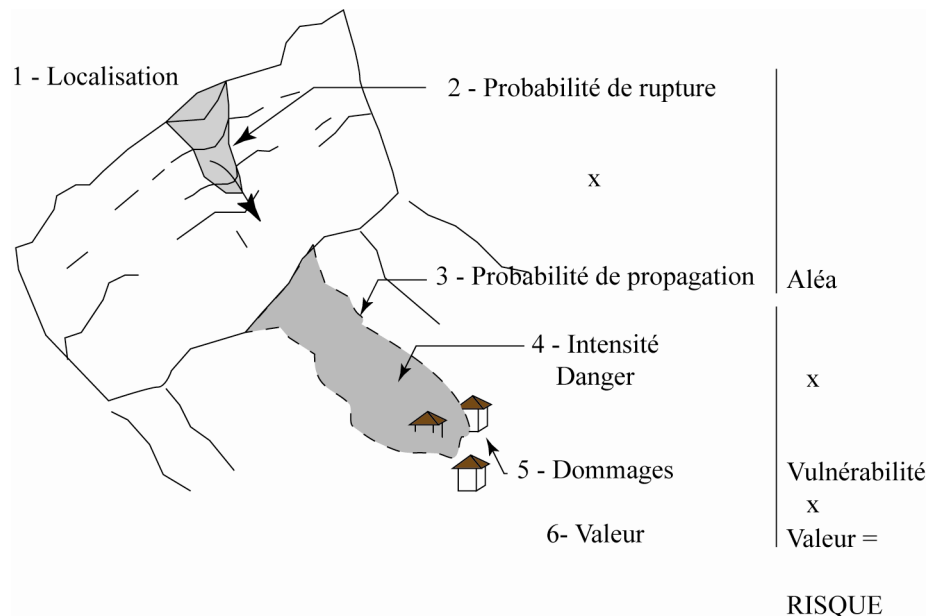 1 - Localisation
2 - Probabilité de rupture
x
3 - Probabilité de propagation
Aléa
4 - Intensité
Danger
x
5 - Dommages
Vulnérabilité
x
6- Valeur
Valeur =
RISQUE